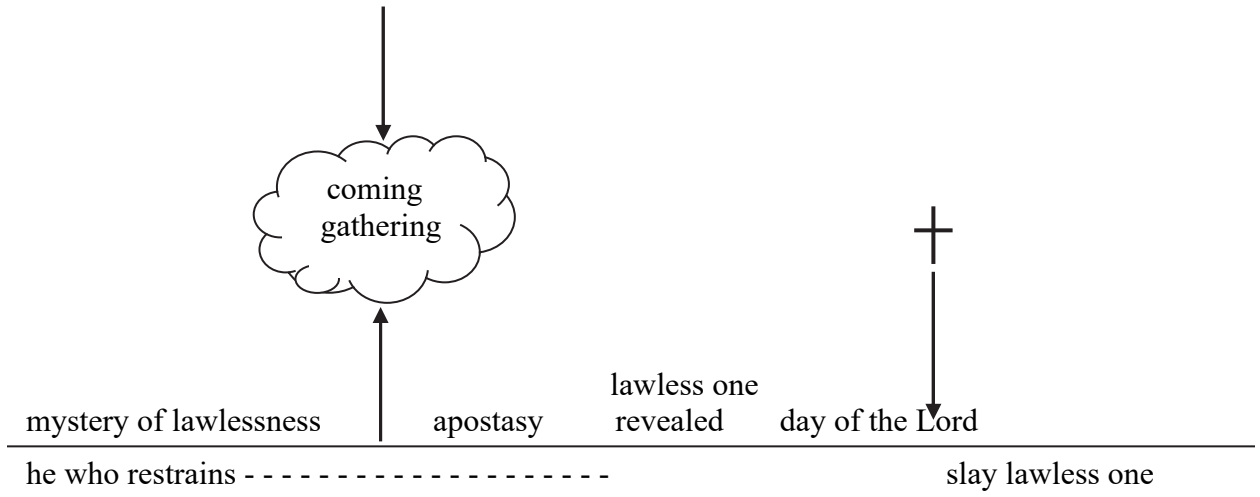 coming
gathering
lawless one
mystery of lawlessness apostasy revealed day of the Lord
he who restrains - - - - - - - - - - - - - - - - - - - slay lawless one